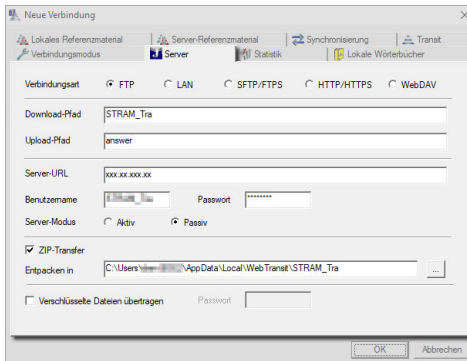 Neue Verbindung
Lokales Referenzmaterial Server-Referenzmaterial Synchronisierung Transit
Verbindungsmodus Server Statistik Lokale Wörterbücher
Verbindungsart FTP LAN SFTP/FTPS HTTP/HTTPS WebDAV
Download-Pfad STRAM_Tra
Upload-Pfad answer
Server-URL xxx.xx.xxx.xx
Benutzername Passwort ********
Server-Modus Aktiv Passiv
ZIP-Transfer
Entpacken in C:\Users\ \AppData\Local\WebTransit\STRAM_Tra ...
Verschlüsselte Dateien übertragen Passwort
OK Abbrechen